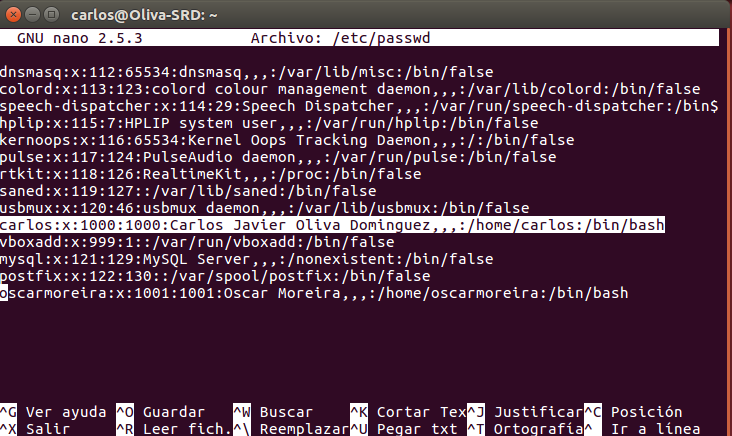 carlos@Oliva-SRD: ~
GNU nano 2.5.3 Archivo: /etc/passwd
dnsmasq:x:112:65534:dnsmasq,,,:/var/lib/misc:/bin/false
colord:x:113:123:colord colour management daemon,,,:/var/lib/colord:/bin/false
speech-dispatcher:x:114:29:Speech Dispatcher,,,:/var/run/speech-dispatcher:/bin$
hplip:x:115:7:HPLIP system user,,,:/var/run/hplip:/bin/false
kernoops:x:116:65534:Kernel Oops Tracking Daemon,,,:/:/bin/false
pulse:x:117:124:PulseAudio daemon,,,:/var/run/pulse:/bin/false
rtkit:x:118:126:RealtimeKit,,,:/proc:/bin/false
saned:x:119:127::/var/lib/saned:/bin/false
usbmux:x:120:46:usbmux daemon,,,:/var/lib/usbmux:/bin/false
carlos:x:1000:1000:Carlos Javier Oliva Dominguez,,,:/home/carlos:/bin/bash
vboxadd:x:999:1::/var/run/vboxadd:/bin/false
mysql:x:121:129:MySQL Server,,,:/nonexistent:/bin/false
postfix:x:122:130::/var/spool/postfix:/bin/false
oscarmoreira:x:1001:1001:Oscar Moreira,,,:/home/oscarmoreira:/bin/bash
^G Ver ayuda ^O Guardar ^W Buscar ^K Cortar Tex^J Justificar^C Posición
^X Salir ^R Leer fich.^\ Reemplazar^U Pegar txt ^T Ortografía^ Ir a línea